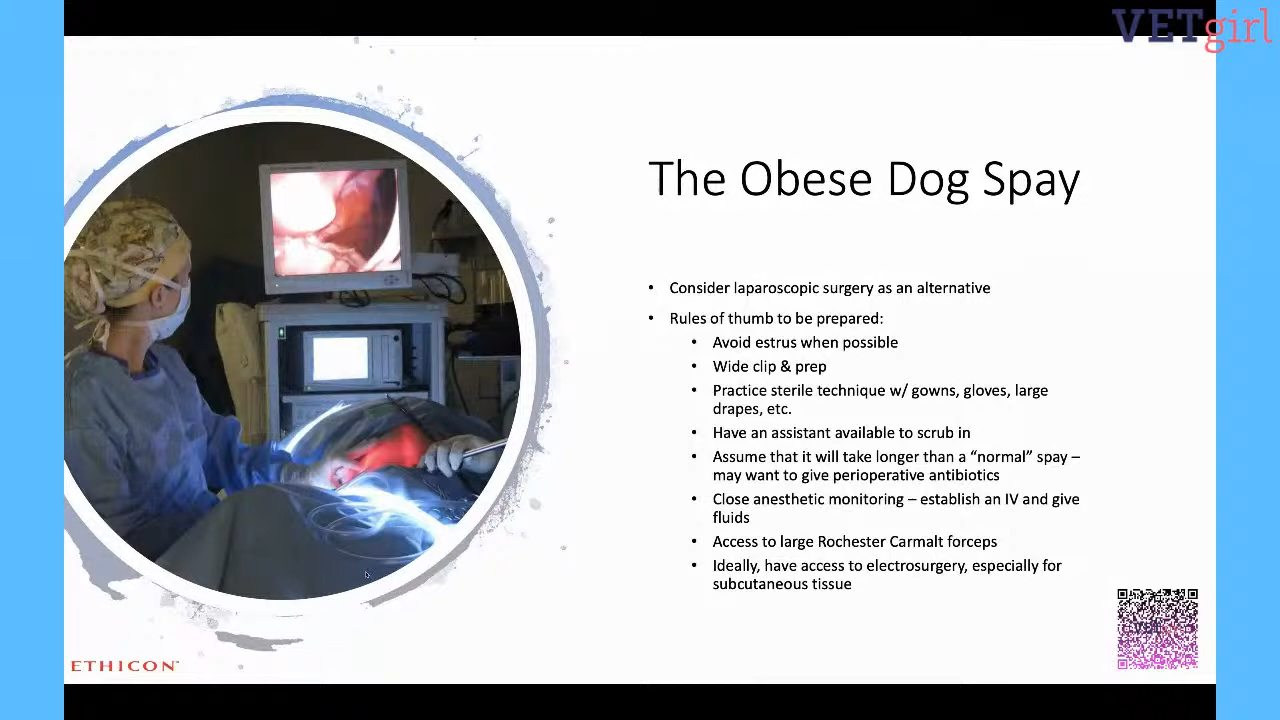 VETgirl
The Obese Dog Spay
• Consider laparoscopic surgery as an alternative
• Rules of thumb to be prepared:
• Avoid estrus when possible
• Wide clip & prep
• Practice sterile technique w/ gowns, gloves, large
drapes, etc.
• Have an assistant available to scrub in
• Assume that it will take longer than a “normal” spay –
may want to give perioperative antibiotics
• Close anesthetic monitoring – establish an IV and give
fluids
• Access to large Rochester Carmalt forceps
• Ideally, have access to electrosurgery, especially for
subcutaneous tissue
ETHICON™